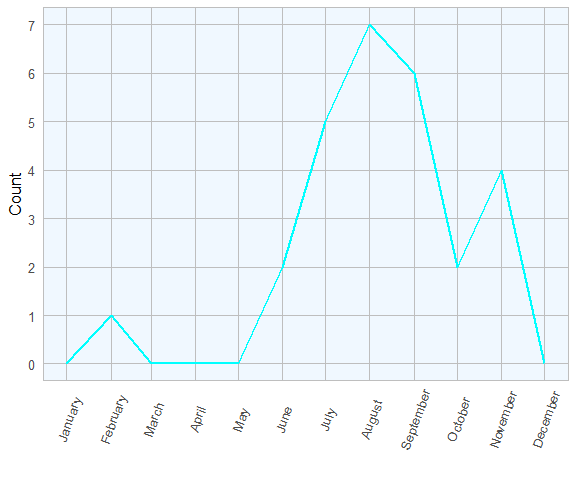 7
6
5
4
3
2
1
0
Count
January
February
March
April
May
June
July
August
September
October
November
December